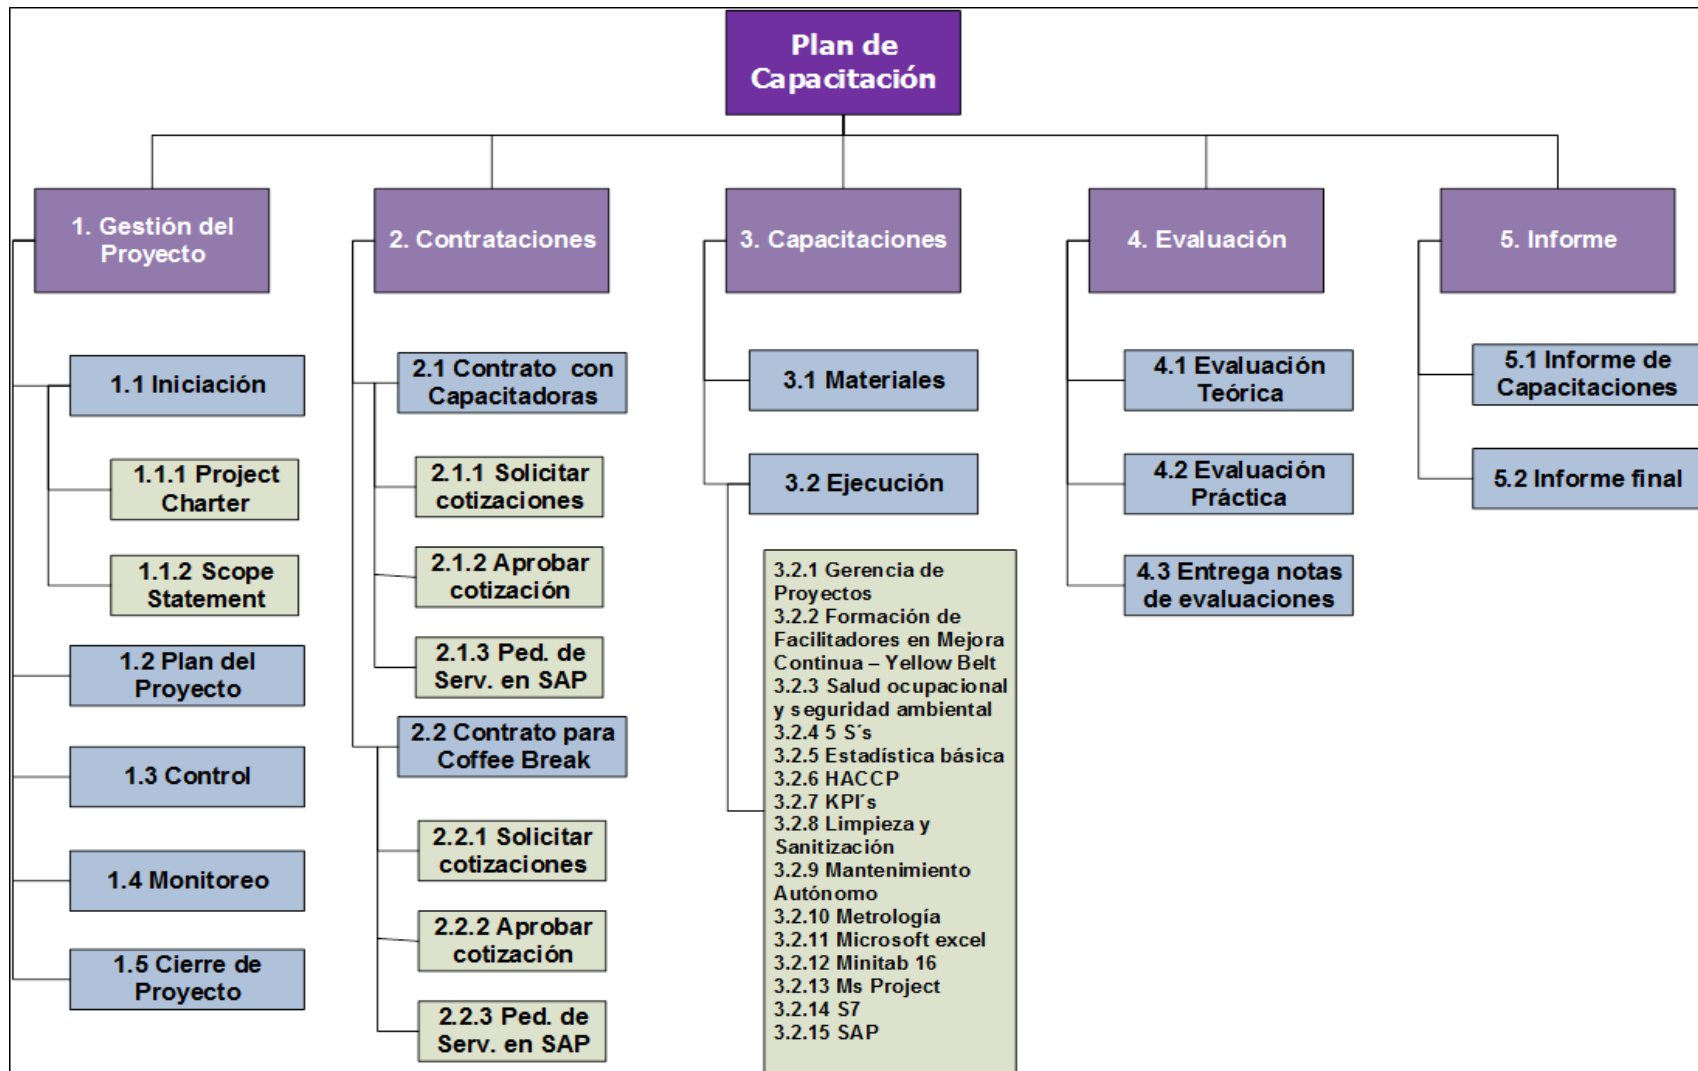 Plan de
Capacitación
1. Gestión del
Proyecto
1.1 Iniciación
1.1.1 Project
Charter
1.1.2 Scope
Statement
1.2 Plan del
Proyecto
1.3 Control
1.4 Monitoreo
1.5 Cierre de
Proyecto
2. Contrataciones
2.1 Contrato con
Capacitadoras
2.1.1 Solicitar
cotizaciones
2.1.2 Aprobar
cotización
2.1.3 Ped. de
Serv. en SAP
2.2 Contrato para
Coffee Break
2.2.1 Solicitar
cotizaciones
2.2.2 Aprobar
cotización
2.2.3 Ped. de
Serv. en SAP
3. Capacitaciones
3.1 Materiales
3.2 Ejecución
3.2.1 Gerencia de
Proyectos
3.2.2 Formación de
Facilitadores en Mejora
Continua – Yellow Belt
3.2.3 Salud ocupacional
y seguridad ambiental
3.2.4 5 S´s
3.2.5 Estadística básica
3.2.6 HACCP
3.2.7 KPI´s
3.2.8 Limpieza y
Sanitización
3.2.9 Mantenimiento
Autónomo
3.2.10 Metrología
3.2.11 Microsoft excel
3.2.12 Minitab 16
3.2.13 Ms Project
3.2.14 S7
3.2.15 SAP
4. Evaluación
4.1 Evaluación
Teórica
4.2 Evaluación
Práctica
4.3 Entrega notas
de evaluaciones
5. Informe
5.1 Informe de
Capacitaciones
5.2 Informe final